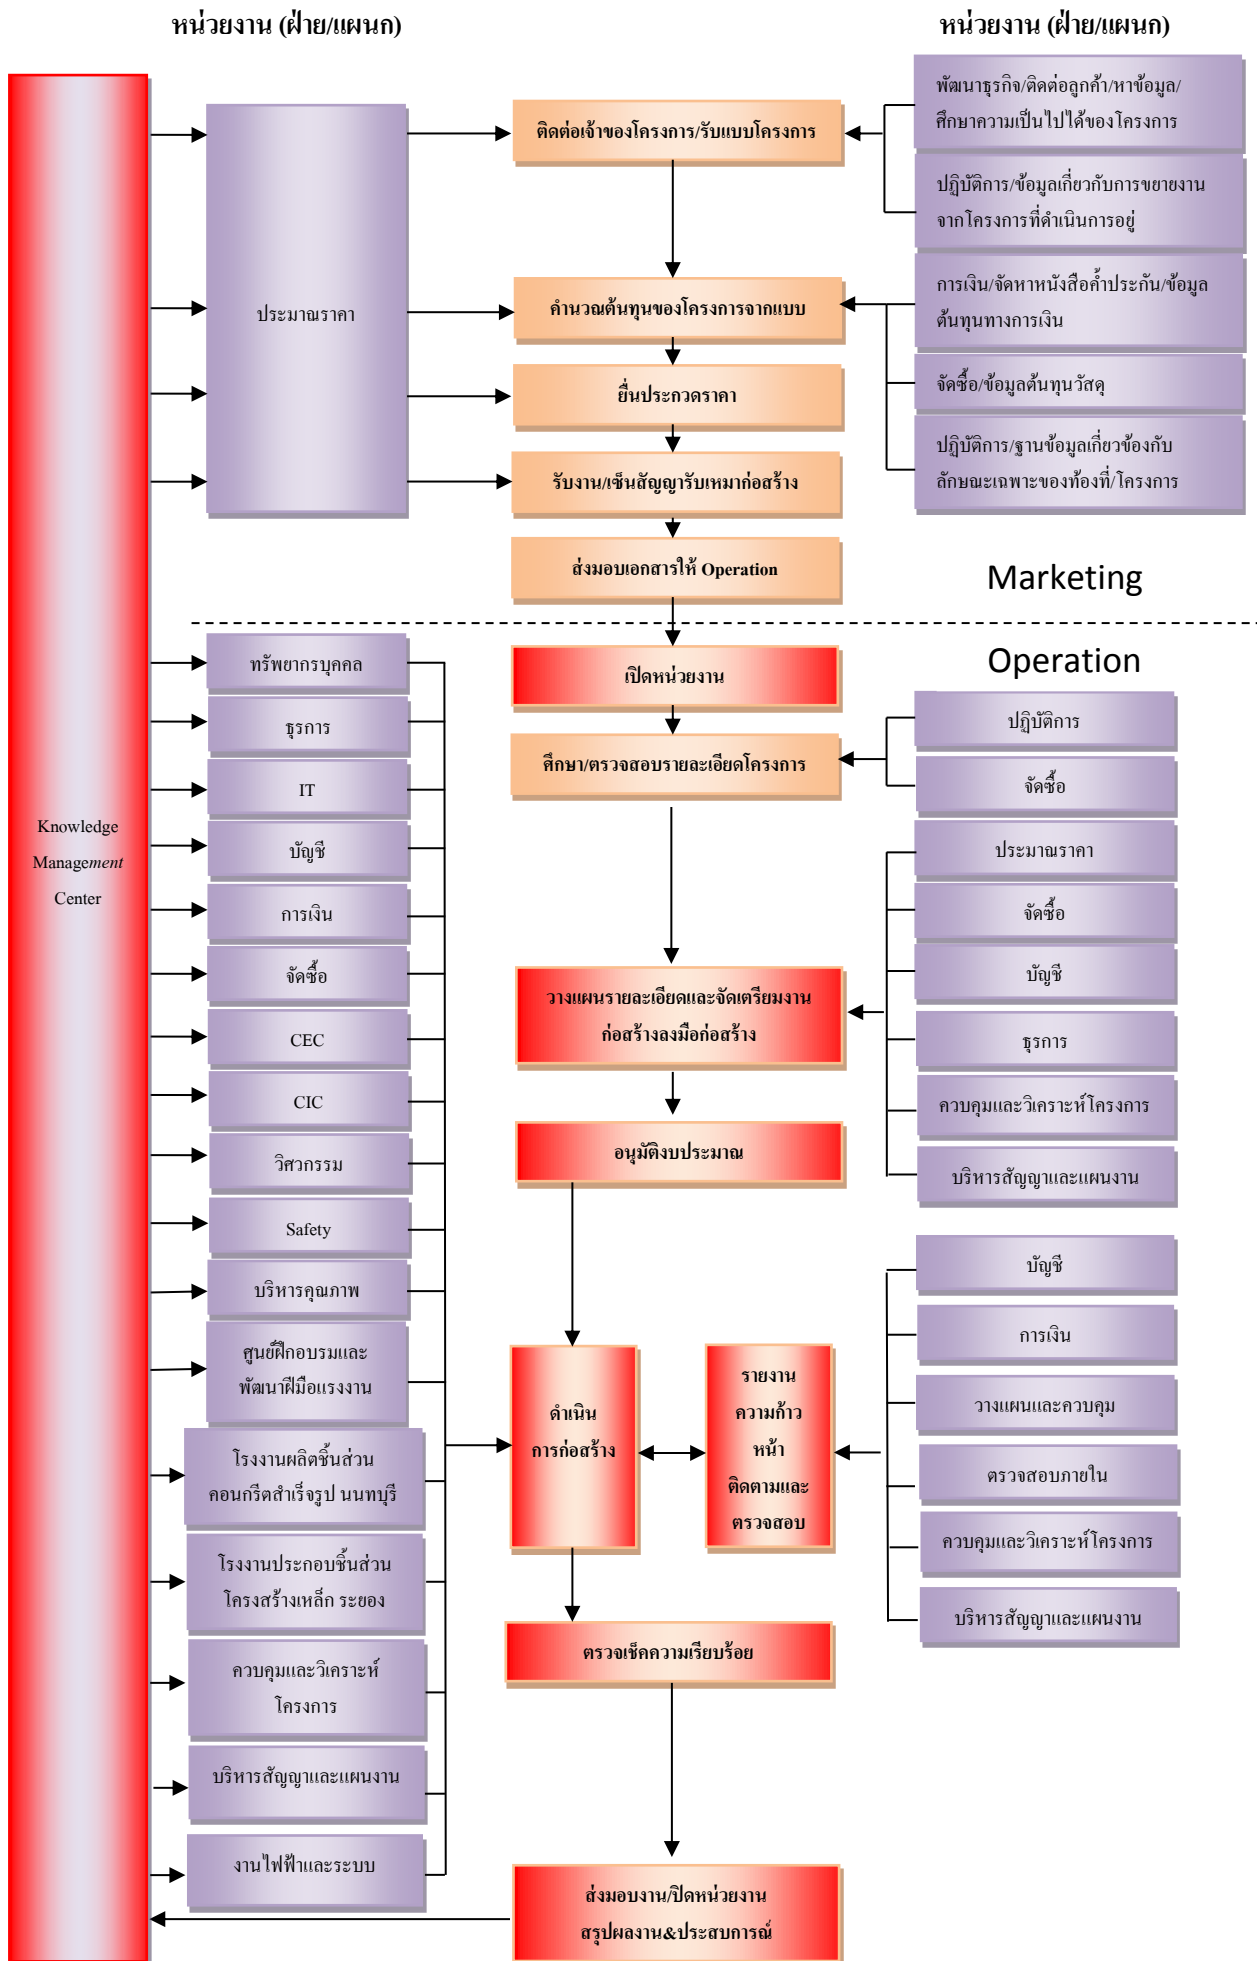 หน่วยงาน (ฝ่าย/แผนก)
หน่วยงาน (ฝ่าย/แผนก)
Knowledge
Management
Center
ประมาณราคา
ติดต่อเจ้าของโครงการ/รับแบบโครงการ
คำนวณต้นทุนของโครงการจากแบบ
ยื่นประกวดราคา
รับงาน/เซ็นสัญญารับเหมาก่อสร้าง
ส่งมอบเอกสารให้ Operation
พัฒนาธุรกิจ/ติดต่อลูกค้า/หาข้อมูล/
ศึกษาความเป็นไปได้ของโครงการ
ปฏิบัติการ/ข้อมูลเกี่ยวกับการขยายงาน
จากโครงการที่ดำเนินการอยู่
การเงิน/จัดหาหนังสือค้ำประกัน/ข้อมูล
ต้นทุนทางการเงิน
จัดซื้อ/ข้อมูลต้นทุนวัสดุ
ปฏิบัติการ/ฐานข้อมูลเกี่ยวข้องกับ
ลักษณะเฉพาะของท้องที่/โครงการ
Marketing
Operation
ทรัพยากรบุคคล
ธุรการ
IT
บัญชี
การเงิน
จัดซื้อ
CEC
CIC
วิศวกรรม
Safety
บริหารคุณภาพ
ศูนย์ฝึกอบรมและ
พัฒนาฝีมือแรงงาน
โรงงานผลิตชิ้นส่วน
คอนกรีตสำเร็จรูป นนทบุรี
โรงงานประกอบชิ้นส่วน
โครงสร้างเหล็ก ระยอง
ควบคุมและวิเคราะห์
โครงการ
บริหารสัญญาและแผนงาน
งานไฟฟ้าและระบบ
เปิดหน่วยงาน
ศึกษา/ตรวจสอบรายละเอียดโครงการ
วางแผนรายละเอียดและจัดเตรียมงาน
ก่อสร้างลงมือก่อสร้าง
อนุมัติงบประมาณ
ดำเนิน
การก่อสร้าง
รายงาน
ความก้าว
หน้า
ติดตามและ
ตรวจสอบ
ตรวจเช็คความเรียบร้อย
ส่งมอบงาน/ปิดหน่วยงาน
สรุปผลงาน&ประสบการณ์
ปฏิบัติการ
จัดซื้อ
ประมาณราคา
จัดซื้อ
บัญชี
ธุรการ
ควบคุมและวิเคราะห์โครงการ
บริหารสัญญาและแผนงาน
บัญชี
การเงิน
วางแผนและควบคุม
ตรวจสอบภายใน
ควบคุมและวิเคราะห์โครงการ
บริหารสัญญาและแผนงาน